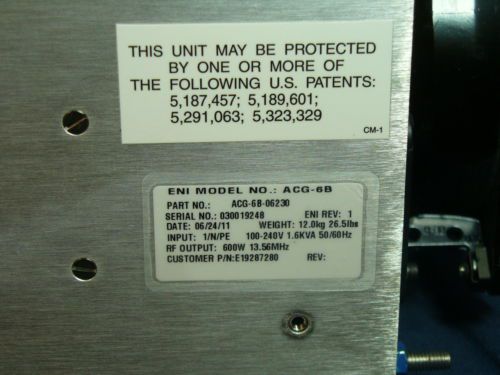 THIS UNIT MAY BE PROTECTED
BY ONE OR MORE OF
THE FOLLOWING U.S. PATENTS:
5,187,457; 5,189,601;
5,291,063; 5,323,329
CM-1
ENI MODEL NO.: ACG-6B
PART NO.: ACG-6B-06230
SERIAL NO.: 030019248 ENI REV: 1
DATE: 06/24/11 WEIGHT: 12.0kg 26.5lbs
INPUT: 1/N/PE 100-240V 1.6KVA 50/60Hz
RF OUTPUT: 600W 13.56MHz
CUSTOMER P/N:E19287280 REV: